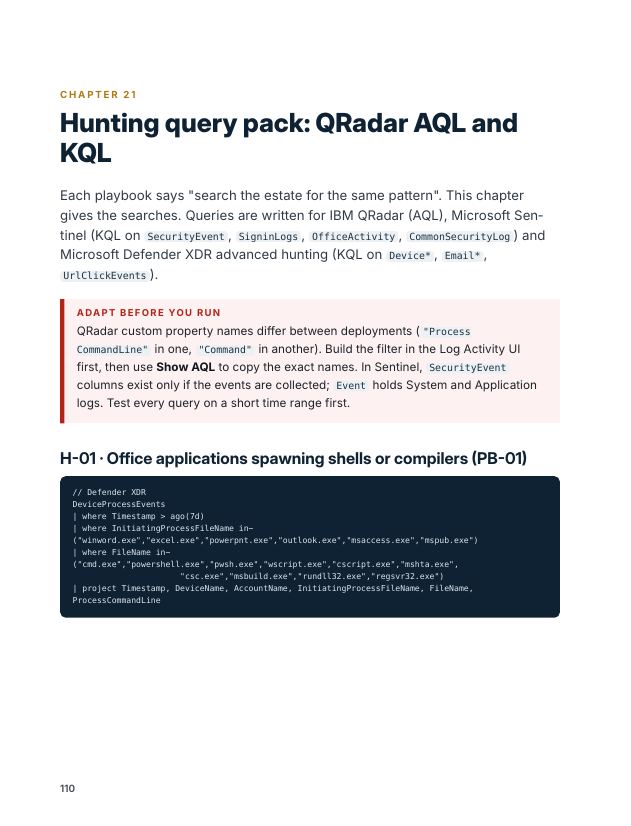 CHAPTER 21
Hunting query pack: QRadar AQL and
KQL
Each playbook says "search the estate for the same pattern". This chapter
gives the searches. Queries are written for IBM QRadar (AQL), Microsoft Sen-
tinel (KQL on SecurityEvent, SigninLogs, OfficeActivity, CommonSecurityLog) and
Microsoft Defender XDR advanced hunting (KQL on Device*, Email*,
UrlClickEvents).
ADAPT BEFORE YOU RUN
QRadar custom property names differ between deployments ("Process
CommandLine" in one, "Command" in another). Build the filter in the Log Activity UI
first, then use Show AQL to copy the exact names. In Sentinel, SecurityEvent
columns exist only if the events are collected; Event holds System and Application
logs. Test every query on a short time range first.
H-01 · Office applications spawning shells or compilers (PB-01)
// Defender XDR
DeviceProcessEvents
| where Timestamp > ago(7d)
| where InitiatingProcessFileName in~
("winword.exe","excel.exe","powerpnt.exe","outlook.exe","msaccess.exe","mspub.exe")
| where FileName in~
("cmd.exe","powershell.exe","pwsh.exe","wscript.exe","cscript.exe","mshta.exe",
"csc.exe","msbuild.exe","rundll32.exe","regsvr32.exe")
| project Timestamp, DeviceName, AccountName, InitiatingProcessFileName, FileName,
ProcessCommandLine
110